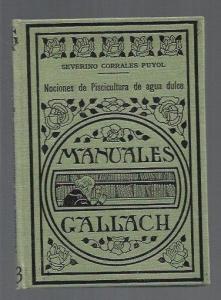 SEVERINO CORRALES PUYOL
Nociones de Piscicultura de agua dulce
MANUALES
GALLACH